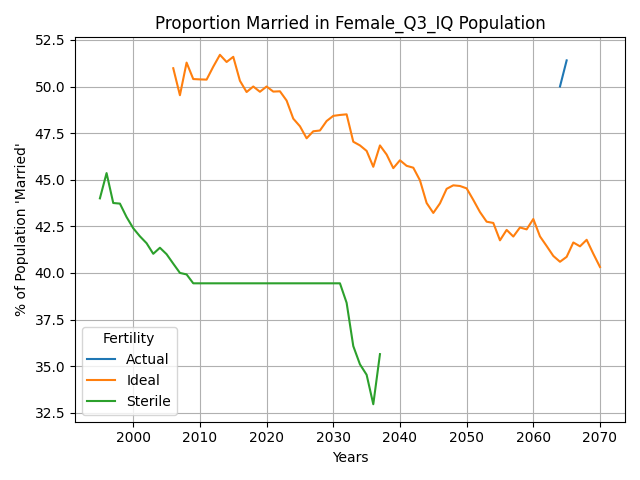 Proportion Married in Female_Q3_IQ Population
% of Population 'Married'
52.5
50.0
47.5
45.0
42.5
40.0
37.5
35.0
32.5
Fertility
Actual
Ideal
Sterile
2000 2010 2020 2030 2040 2050 2060 2070
Years